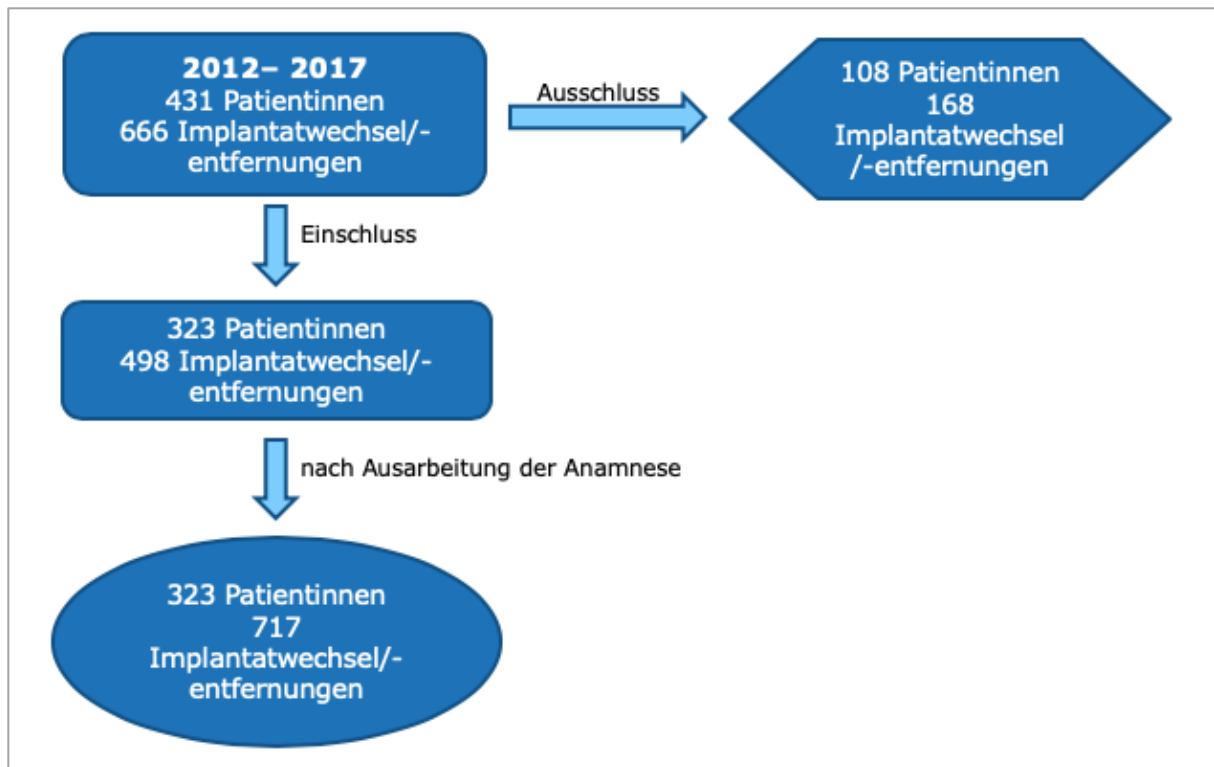 2012– 2017
431 Patientinnen
666 Implantatwechsel/-
entfernungen
Ausschluss
108 Patientinnen
168
Implantatwechsel
/-entfernungen
Einschluss
323 Patientinnen
498 Implantatwechsel/-
entfernungen
nach Ausarbeitung der Anamnese
323 Patientinnen
717
Implantatwechsel/-
entfernungen